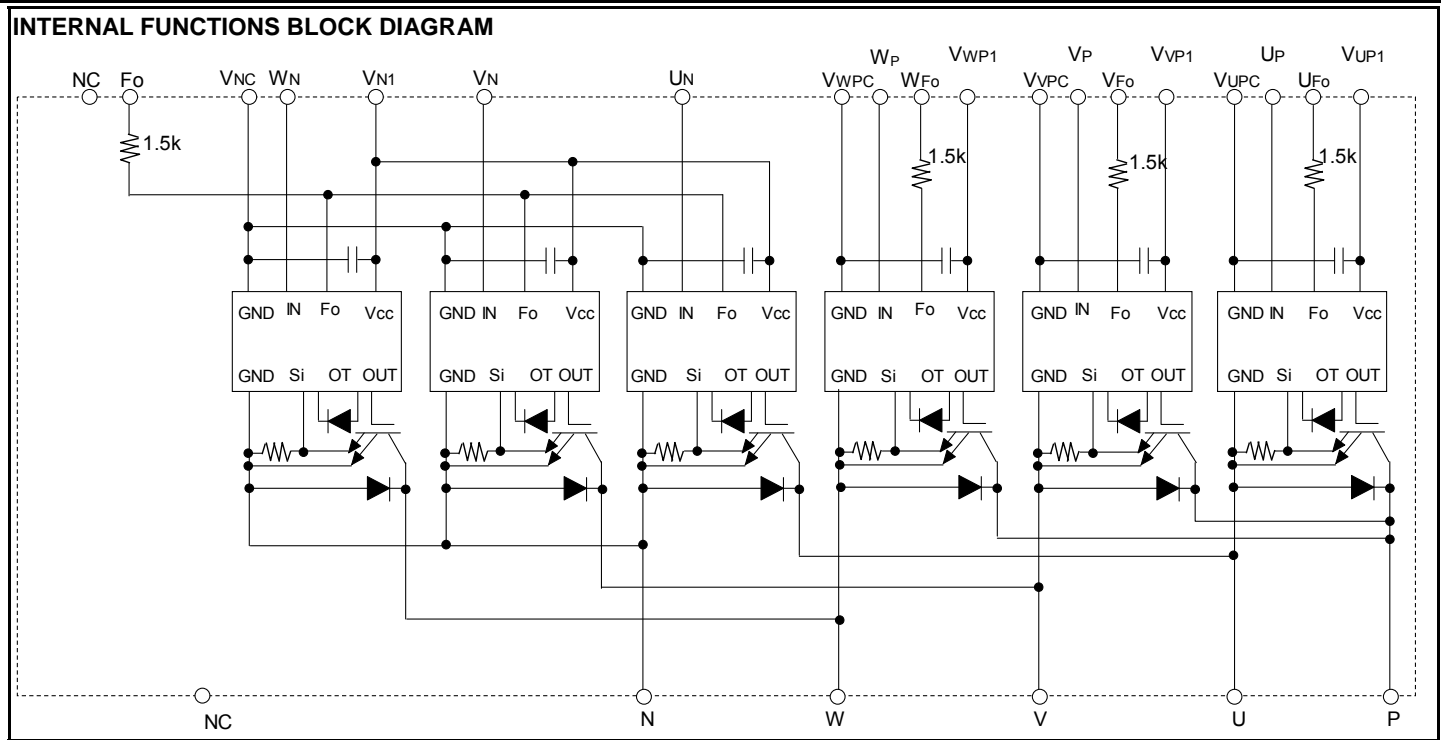 INTERNAL FUNCTIONS BLOCK DIAGRAM
NC Fo VNC WN VN1 VN UN VWPC WP WFo VWP1 VVPC VP VFo VVP1 VUPC UP UFo VUP1
1.5k 1.5k 1.5k 1.5k
GND IN Fo Vcc GND IN Fo Vcc GND IN Fo Vcc GND IN Fo Vcc GND IN Fo Vcc GND IN Fo Vcc
GND Si OT OUT GND Si OT OUT GND Si OT OUT GND Si OT OUT GND Si OT OUT GND Si OT OUT
NC N W V U P